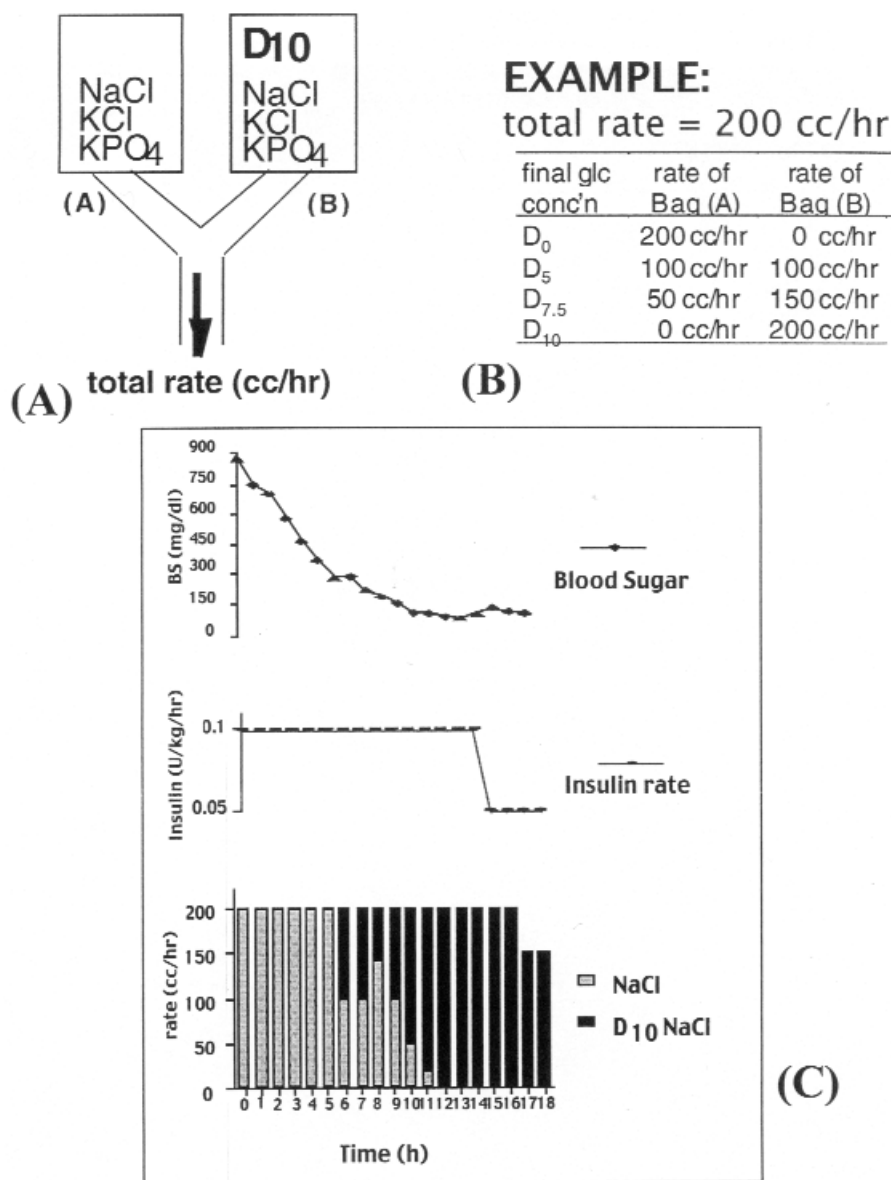 D10
NaCl
KCl
KPO4
NaCl
KCl
KPO4
(A)
(B)
total rate (cc/hr)
(A)
EXAMPLE:
total rate = 200 cc/hr
final glc conc'n rate of Bag (A) rate of Bag (B)
D0 200 cc/hr 0 cc/hr
D5 100 cc/hr 100 cc/hr
D7.5 50 cc/hr 150 cc/hr
D10 0 cc/hr 200 cc/hr
(B)
900
750
600
450
300
150
0
BS (mg/dl)
Blood Sugar
0.1
0.05
Insulin (U/kg/hr)
Insulin rate
200
150
100
50
0
rate (cc/hr)
NaCl
D10 NaCl
0 1 2 3 4 5 6 7 8 9 10 11 12 13 14 15 16 17 18
Time (h)
(C)